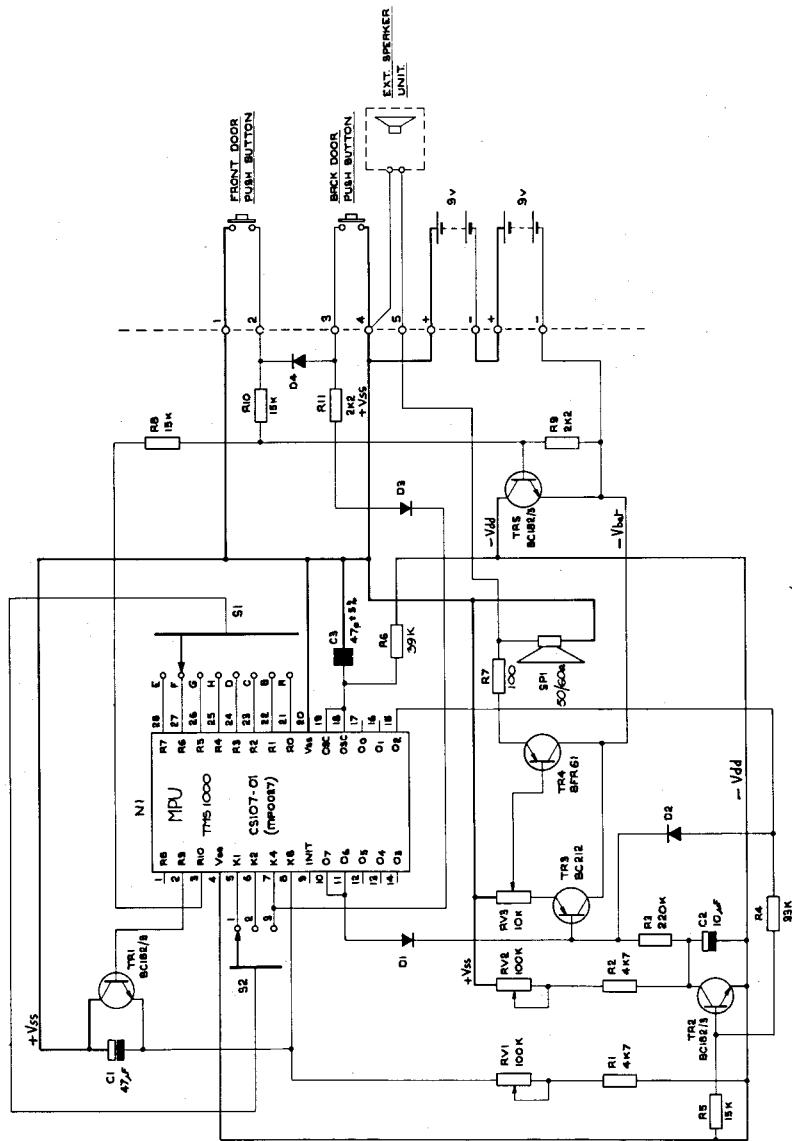 FRONT DOOR
PUSH BUTTON
BACK DOOR
PUSH BUTTON
EXT. SPEAKER
UNIT.
9V
9V
1
2
3
4
5
+
-
+
-
R8
15K
R10
15K
D4
R11
2K2
+Vss
D3
R9
2K2
TR5
BC182/3
-Vdd
-Vbat
S1
E
F
G
H
D
C
B
A
28
27
26
25
24
23
22
21
20
19
18
17
16
15
R7
R6
R5
R4
R3
R2
R1
R0
Vss
OSC
OSC
O0
O1
O2
N1
MPU
TMS1000
CS107-01
(MP0027)
R8
R9
R10
Vdd
K1
K2
K4
K8
INIT
O7
O6
O5
O4
O3
1
2
3
4
5
6
7
8
9
10
11
12
13
14
C3
47p ±5%
R6
39K
R7
100
SP1
50/60Ω
TR4
BFR61
TR3
BC212
D2
-Vdd
TR1
BC182/3
1
2
3
S2
+Vss
C1
47µF
D1
+Vss
RV3
10K
RV2
100K
RV1
100K
R3
220K
R2
4K7
R1
4K7
C2
10µF
TR2
BC182/3
R4
33K
R5
15K